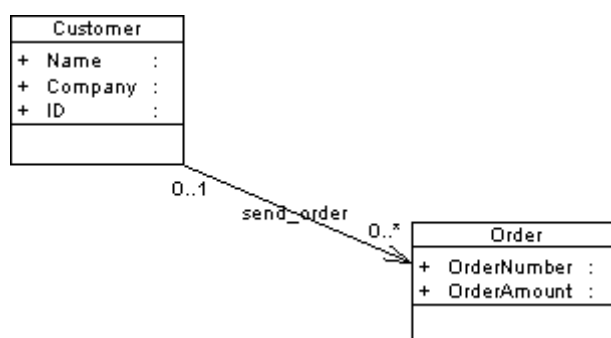 Customer
+ Name :
+ Company :
+ ID :
0..1
send_order
0..*
Order
+ OrderNumber :
+ OrderAmount :